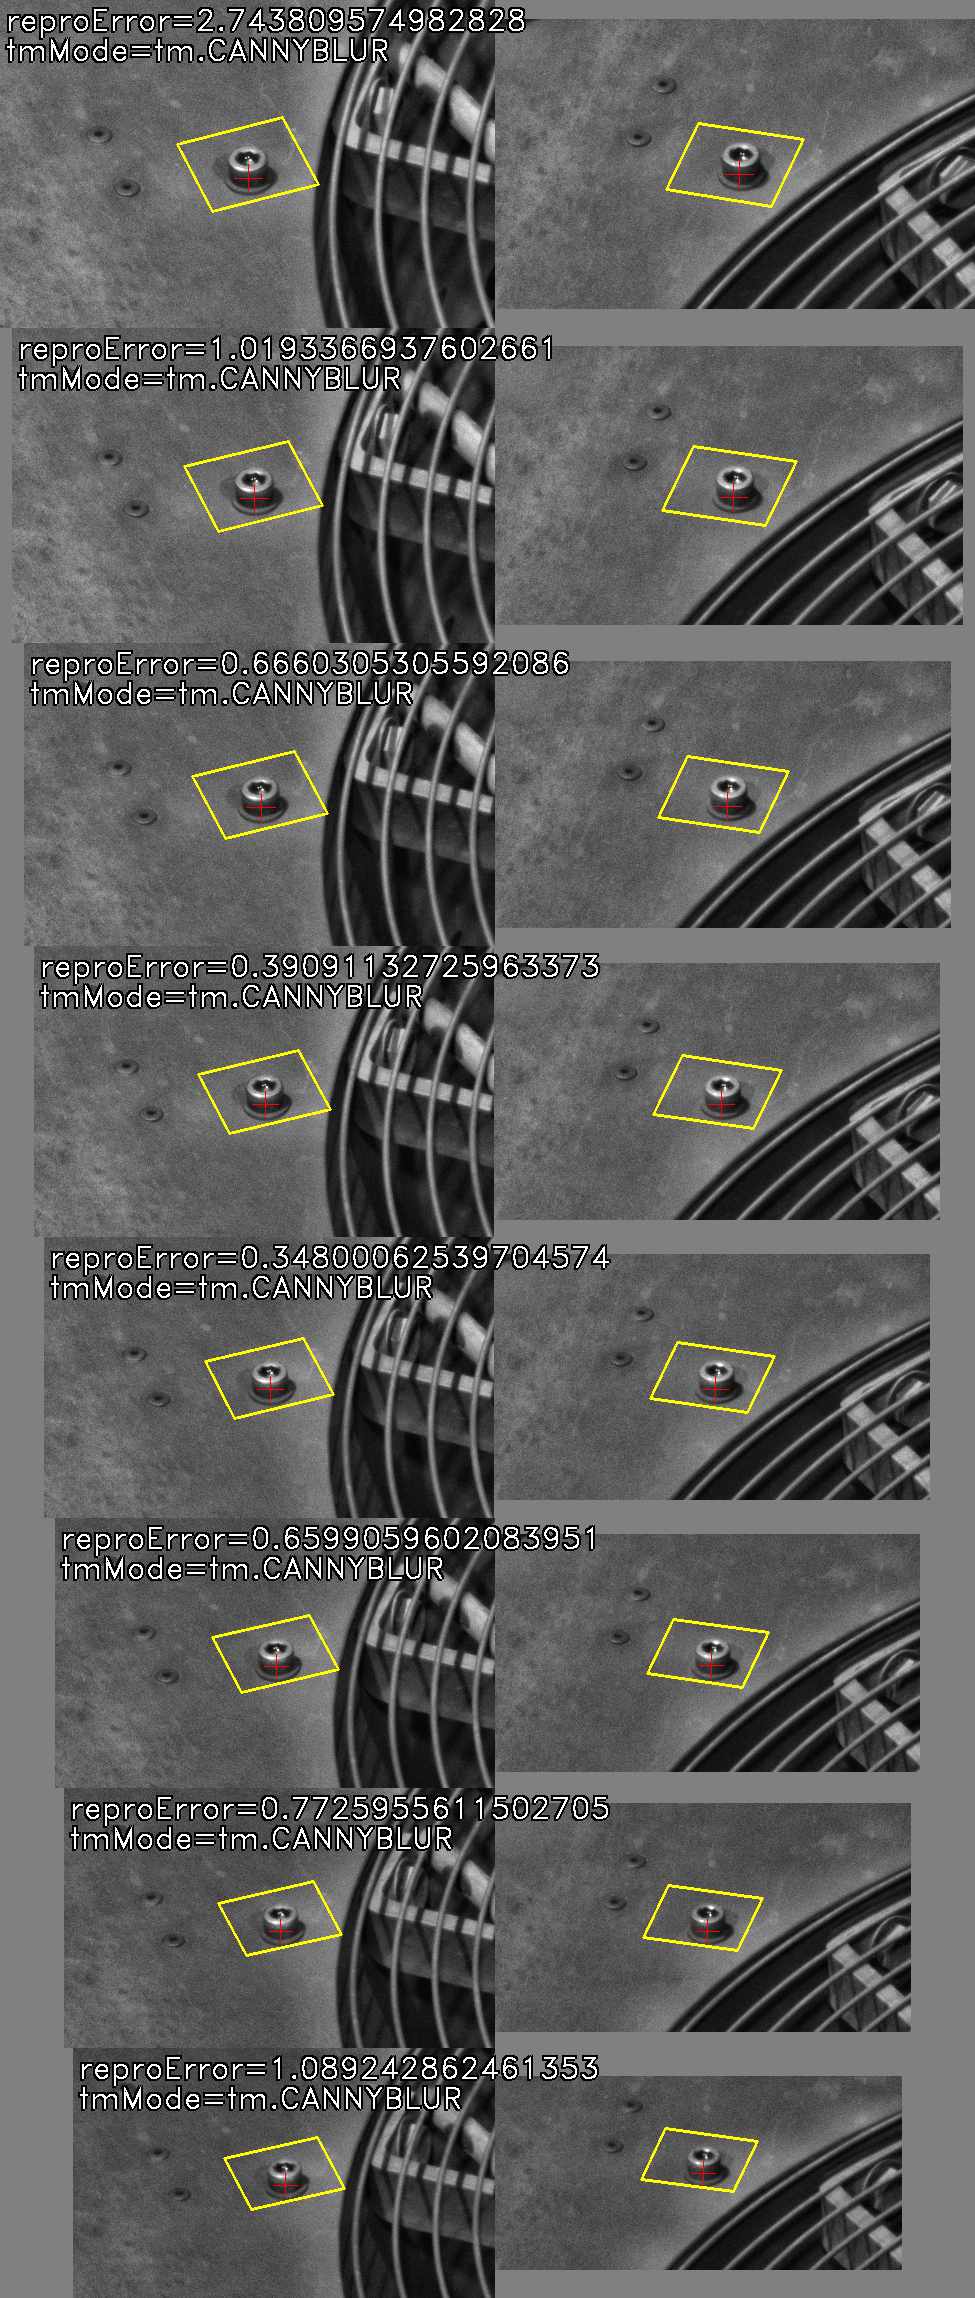 reproError=2.743809574982828
tmMode=tm.CANNYBLUR
reproError=1.0193366937602661
tmMode=tm.CANNYBLUR
reproError=0.6660305305592086
tmMode=tm.CANNYBLUR
reproError=0.39091132725963373
tmMode=tm.CANNYBLUR
reproError=0.34800062539704574
tmMode=tm.CANNYBLUR
reproError=0.6599059602083951
tmMode=tm.CANNYBLUR
reproError=0.7725955611502705
tmMode=tm.CANNYBLUR
reproError=1.089242862461353
tmMode=tm.CANNYBLUR